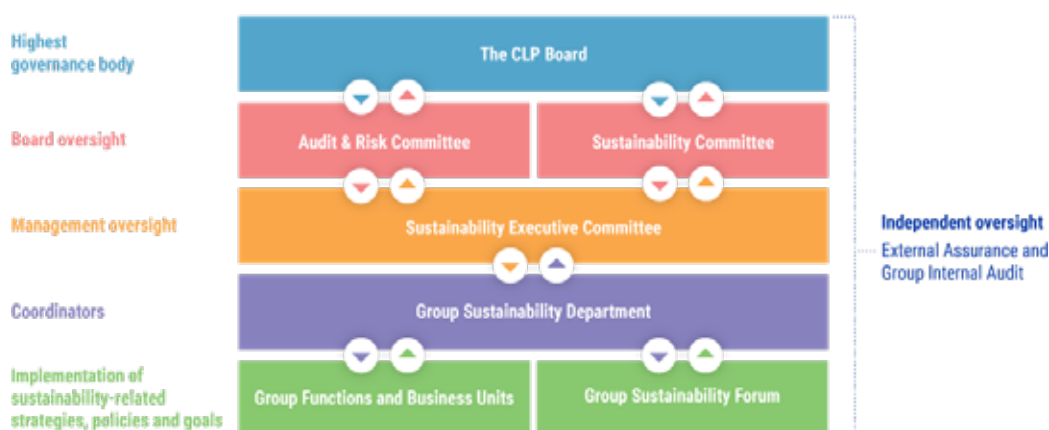 Highest
governance body
The CLP Board
Board oversight
Audit & Risk Committee
Sustainability Committee
Management oversight
Sustainability Executive Committee
Independent oversight
External Assurance and
Group Internal Audit
Coordinators
Group Sustainability Department
Implementation of
sustainability-related
strategies, policies and goals
Group Functions and Business Units
Group Sustainability Forum